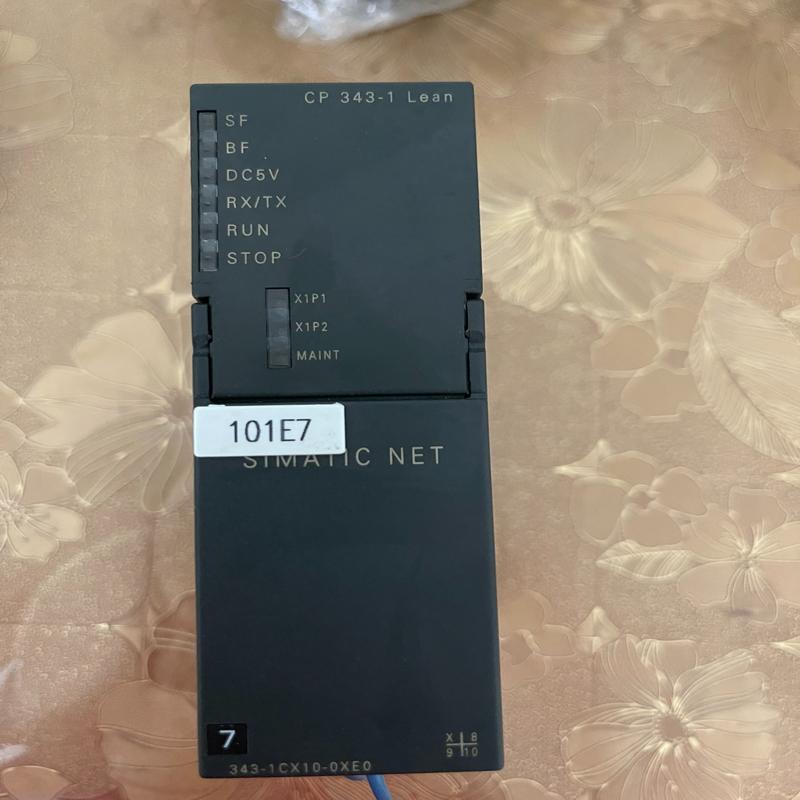 CP 343-1 Lean
SF
BF
DC5V
RX/TX
RUN
STOP
X1P1
X1P2
MAINT
101E7
SIMATIC NET
7
X 8
9 10
343-1CX10-0XE0